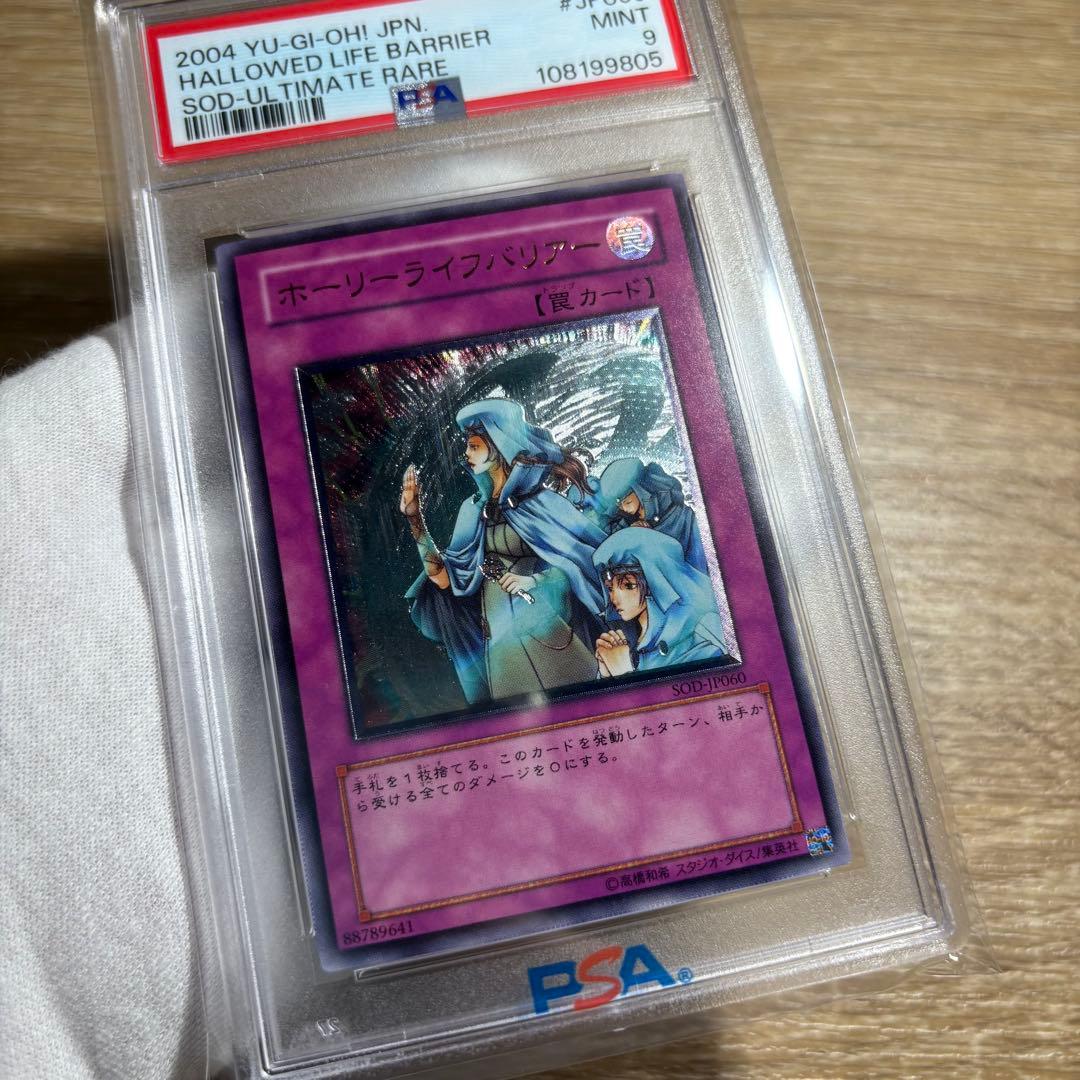 2004 YU-GI-OH! JPN.
HALLOWED LIFE BARRIER
MINT
SOD-ULTIMATE RARE
9
108199805
PSA
ホーリーライフバリアー
罠
トラップ
【罠カード】
SOD-JP060
手札を1枚捨てる。このカードを発動したターン、相手か
ら受ける全てのダメージを0にする。
©高橋和希 スタジオ・ダイス/集英社
88789641
PSA®